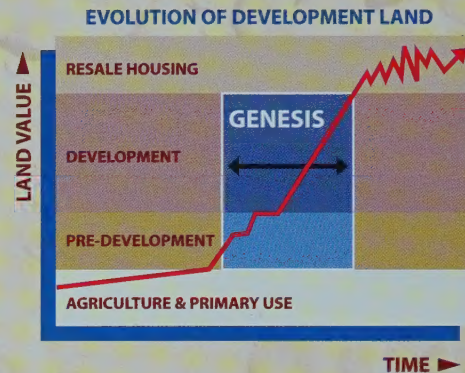 EVOLUTION OF DEVELOPMENT LAND
LAND VALUE
RESALE HOUSING
GENESIS
DEVELOPMENT
PRE-DEVELOPMENT
AGRICULTURE & PRIMARY USE
TIME